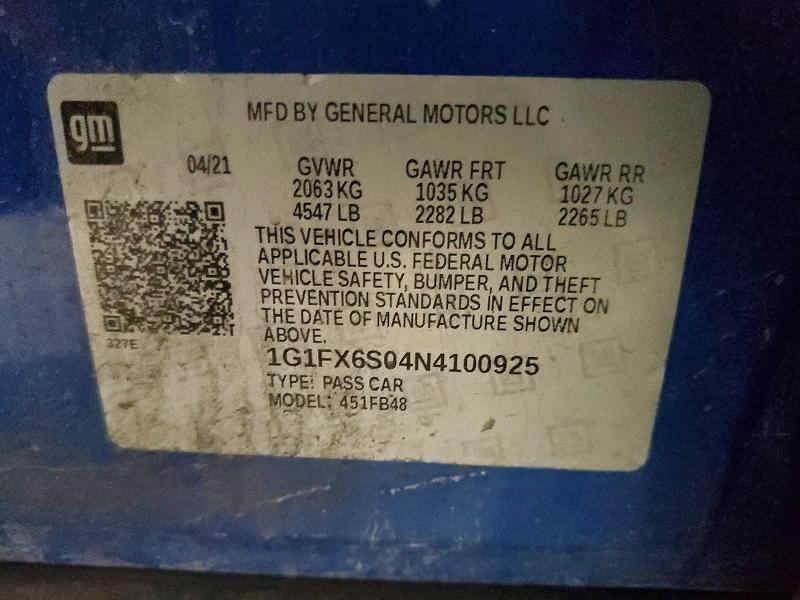 gm
MFD BY GENERAL MOTORS LLC
04/21 GVWR GAWR FRT GAWR RR
2063 KG 1035 KG 1027 KG
4547 LB 2282 LB 2265 LB
THIS VEHICLE CONFORMS TO ALL
APPLICABLE U.S. FEDERAL MOTOR
VEHICLE SAFETY, BUMPER, AND THEFT
PREVENTION STANDARDS IN EFFECT ON
THE DATE OF MANUFACTURE SHOWN
ABOVE.
327E
1G1FX6S04N4100925
TYPE: PASS CAR
MODEL: 451FB48